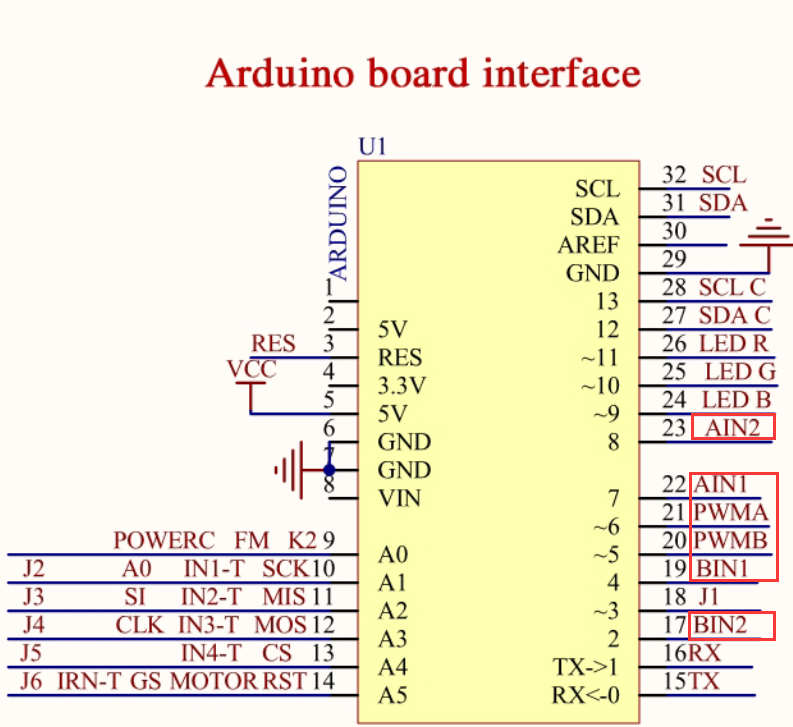 Arduino board interface
U1
ARDUINO
SCL 32 SCL
SDA 31 SDA
AREF 30
GND 29
1 13 28 SCL C
2 5V 12 27 SDA C
RES 3 RES ~11 26 LED R
VCC 4 3.3V ~10 25 LED G
5 5V ~9 24 LED B
6 GND 8 23 AIN2
7 GND
8 VIN 7 22 AIN1
~6 21 PWMA
POWERC FM K2 9 A0 ~5 20 PWMB
J2 A0 IN1-T SCK 10 A1 4 19 BIN1
J3 SI IN2-T MIS 11 A2 ~3 18 J1
J4 CLK IN3-T MOS 12 A3 2 17 BIN2
J5 IN4-T CS 13 A4 TX->1 16 RX
J6 IRN-T GS MOTOR RST 14 A5 RX<-0 15 TX